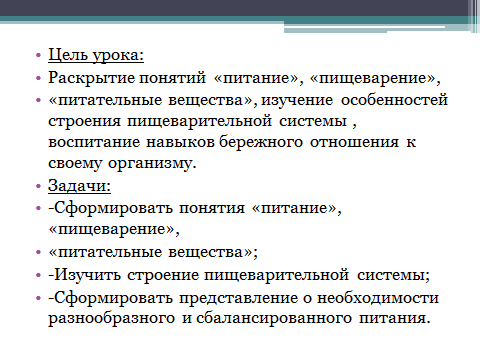 Цель урока:
Раскрытие понятий «питание», «пищеварение»,
«питательные вещества», изучение особенностей
строения пищеварительной системы ,
воспитание навыков бережного отношения к
своему организму.
Задачи:
-Сформировать понятия «питание»,
«пищеварение»,
«питательные вещества»;
-Изучить строение пищеварительной системы;
-Сформировать представление о необходимости
разнообразного и сбалансированного питания.